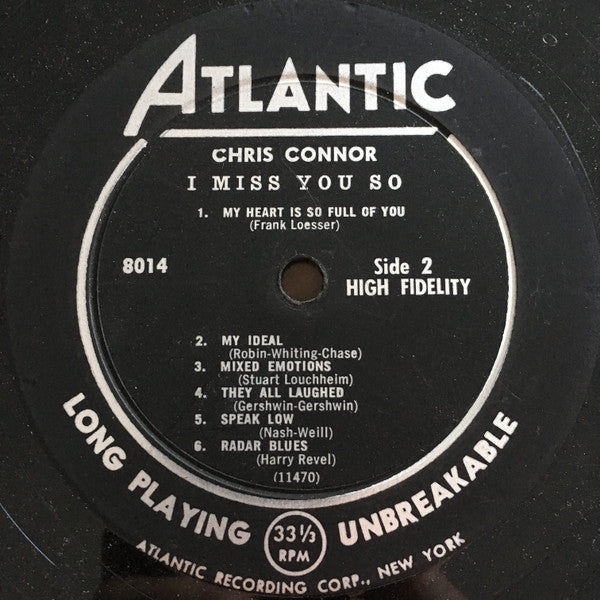 ATLANTIC
CHRIS CONNOR
I MISS YOU SO
1. MY HEART IS SO FULL OF YOU
(Frank Loesser)
8014
Side 2
HIGH FIDELITY
2. MY IDEAL
(Robin-Whiting-Chase)
3. MIXED EMOTIONS
(Stuart Louchheim)
4. THEY ALL LAUGHED
(Gershwin-Gershwin)
5. SPEAK LOW
(Nash-Weill)
6. RADAR BLUES
(Harry Revel)
(11470)
LONG PLAYING
33 1/3
RPM
UNBREAKABLE
ATLANTIC RECORDING CORP., NEW YORK